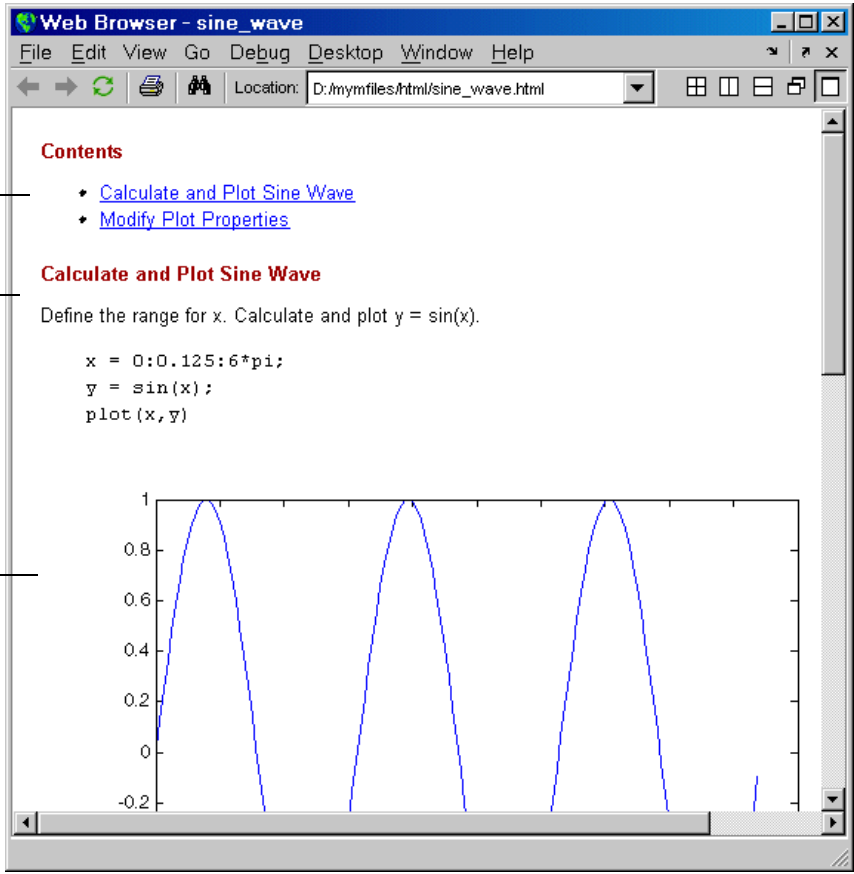 Web Browser - sine_wave
File Edit View Go Debug Desktop Window Help
Location: D:/mymfiles/html/sine_wave.html
Contents
Calculate and Plot Sine Wave
Modify Plot Properties
Calculate and Plot Sine Wave
Define the range for x. Calculate and plot y = sin(x).
x = 0:0.125:6*pi;
y = sin(x);
plot(x,y)
1
0.8
0.6
0.4
0.2
0
-0.2